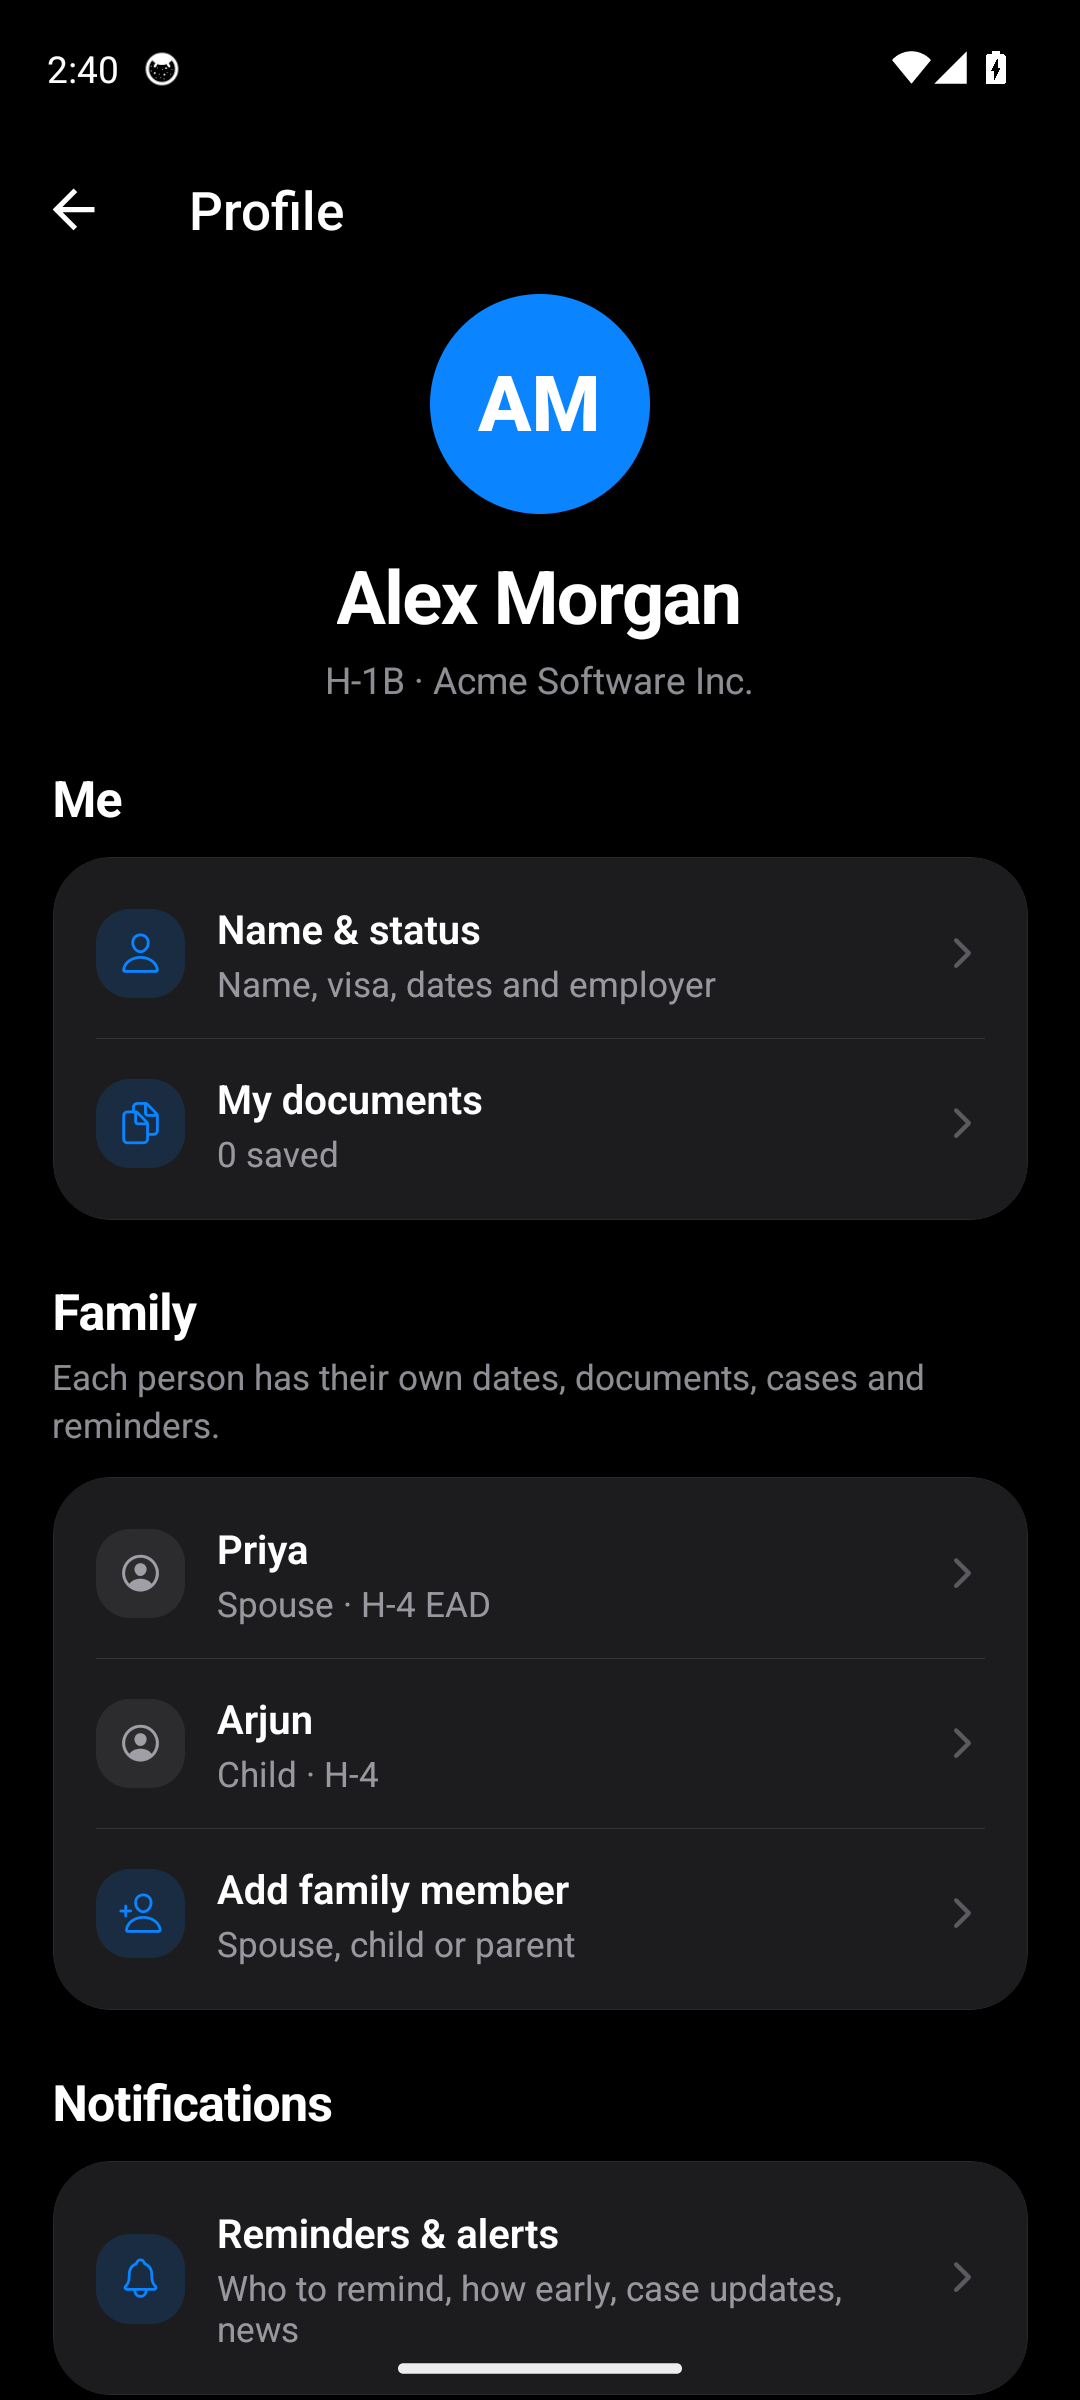 2:40
Profile
AM
Alex Morgan
H-1B · Acme Software Inc.
Me
Name & status
Name, visa, dates and employer
My documents
0 saved
Family
Each person has their own dates, documents, cases and
reminders.
Priya
Spouse · H-4 EAD
Arjun
Child · H-4
Add family member
Spouse, child or parent
Notifications
Reminders & alerts
Who to remind, how early, case updates,
news